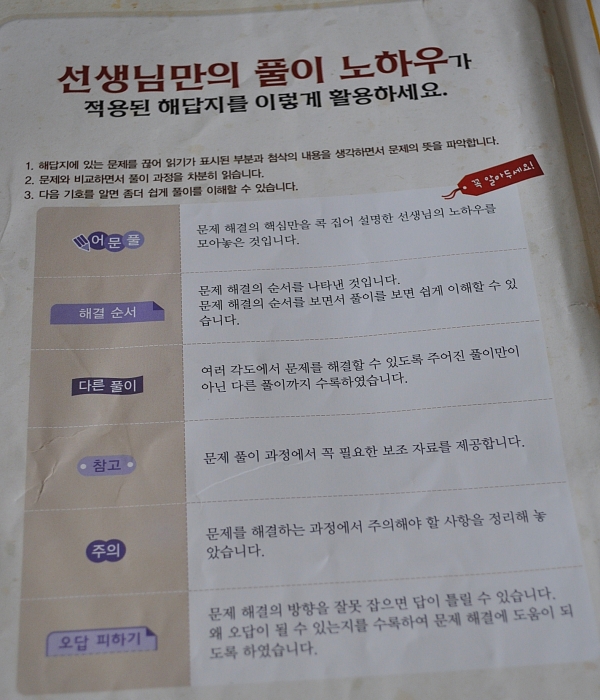 선생님만의 풀이 노하우가
적용된 해답지를 이렇게 활용하세요.
1. 해답지에 있는 문제를 끊어 읽기가 표시된 부분과 첨삭의 내용을 생각하면서 문제의 뜻을 파악합니다.
2. 문제와 비교하면서 풀이 과정을 차분히 읽습니다.
3. 다음 기호를 알면 좀더 쉽게 풀이를 이해할 수 있습니다.
꼭 알아두세요!
어문풀
문제 해결의 핵심만을 콕 집어 설명한 선생님의 노하우를
모아놓은 것입니다.
해결 순서
문제 해결의 순서를 나타낸 것입니다.
문제 해결의 순서를 보면서 풀이를 보면 쉽게 이해할 수 있
습니다.
다른 풀이
여러 각도에서 문제를 해결할 수 있도록 주어진 풀이만이
아닌 다른 풀이까지 수록하였습니다.
참고
문제 풀이 과정에서 꼭 필요한 보조 자료를 제공합니다.
주의
문제를 해결하는 과정에서 주의해야 할 사항을 정리해 놓
았습니다.
오답 피하기
문제 해결의 방향을 잘못 잡으면 답이 틀릴 수 있습니다.
왜 오답이 될 수 있는지를 수록하여 문제 해결에 도움이 되
도록 하였습니다.